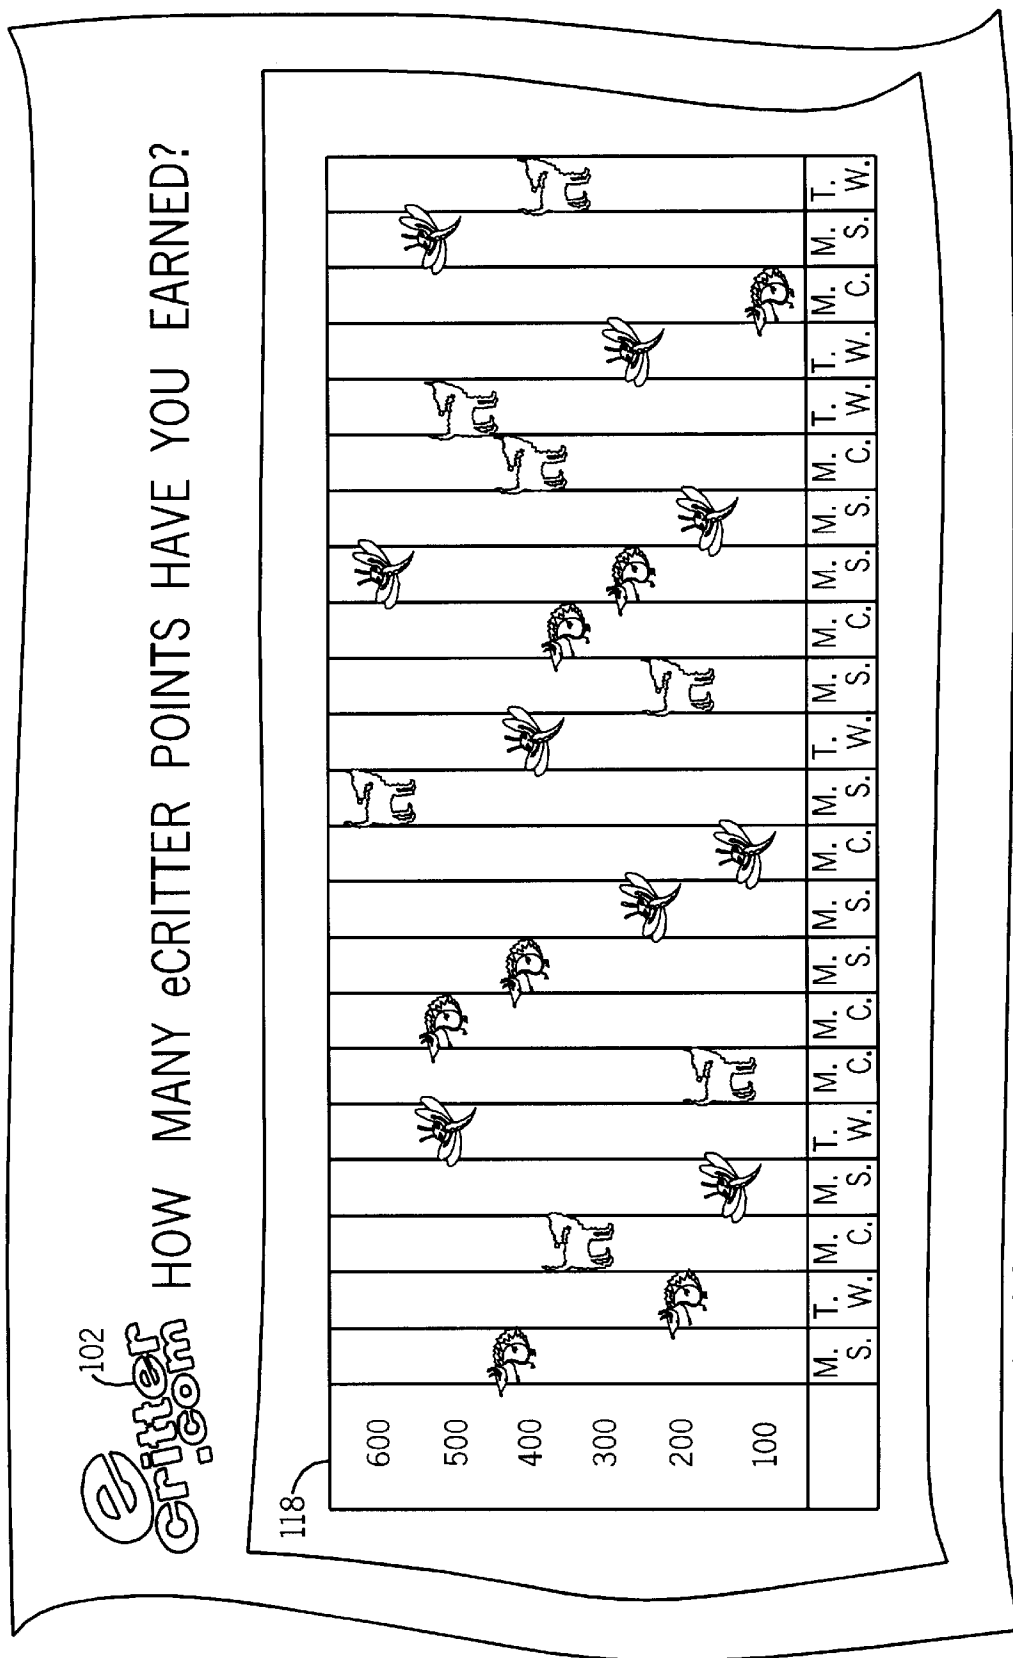 ecritter.com
102
HOW MANY eCRITTER POINTS HAVE YOU EARNED?
118
600
500
400
300
200
100
M. T. M. M. T. M. M. M. M. M. M. T. M. M. M. M. M. T. T. M. M. T.
S. W. C. S. W. C. C. S. S. C. S. W. S. C. S. S. C. W. W. C. S. W.